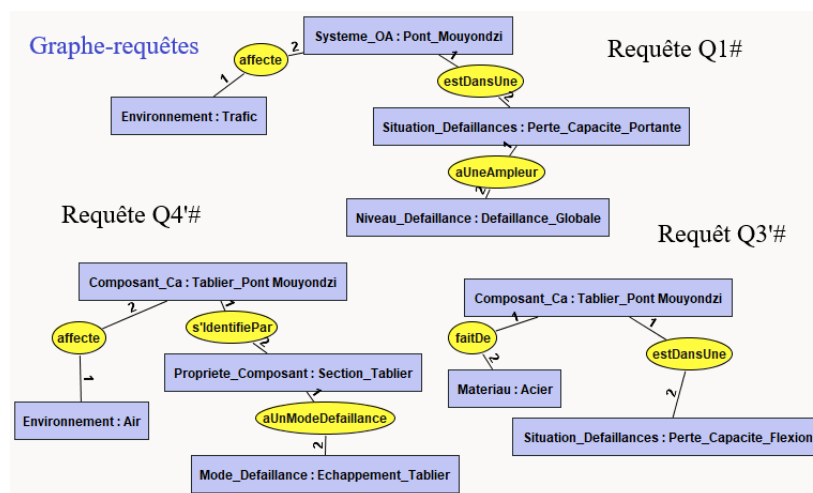 Graphe-requêtes
Requête Q1#
Systeme_OA : Pont_Mouyondzi
affecte
2
1
1
estDansUne
2
Environnement : Trafic
Situation_Defaillances : Perte_Capacite_Portante
1
aUneAmpleur
2
Niveau_Defaillance : Defaillance_Globale
Requête Q4'#
Composant_Ca : Tablier_Pont Mouyondzi
2
1
affecte
s'IdentifiePar
1
2
Propriete_Composant : Section_Tablier
1
Environnement : Air
aUnModeDefaillance
2
Mode_Defaillance : Echappement_Tablier
Requêt Q3'#
Composant_Ca : Tablier_Pont Mouyondzi
1
1
faitDe
estDansUne
2
2
Materiau : Acier
Situation_Defaillances : Perte_Capacite_Flexion